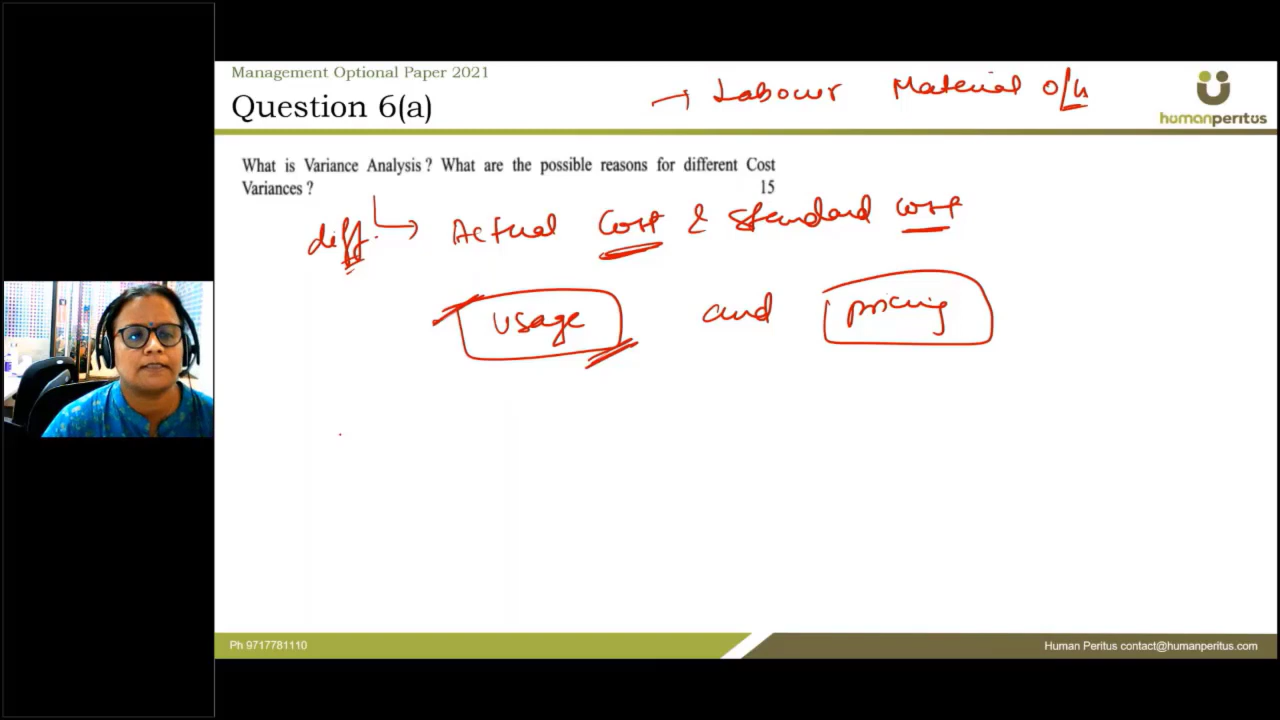 Management Optional Paper 2021
Question 6(a)
→ Labour Material o/h
humanperitus
What is Variance Analysis? What are the possible reasons for different Cost
Variances? 15
diff. → Actual Cost & Standard Cost
usage and pricing
Ph 9717781110
Human Peritus contact@humanperitus.com